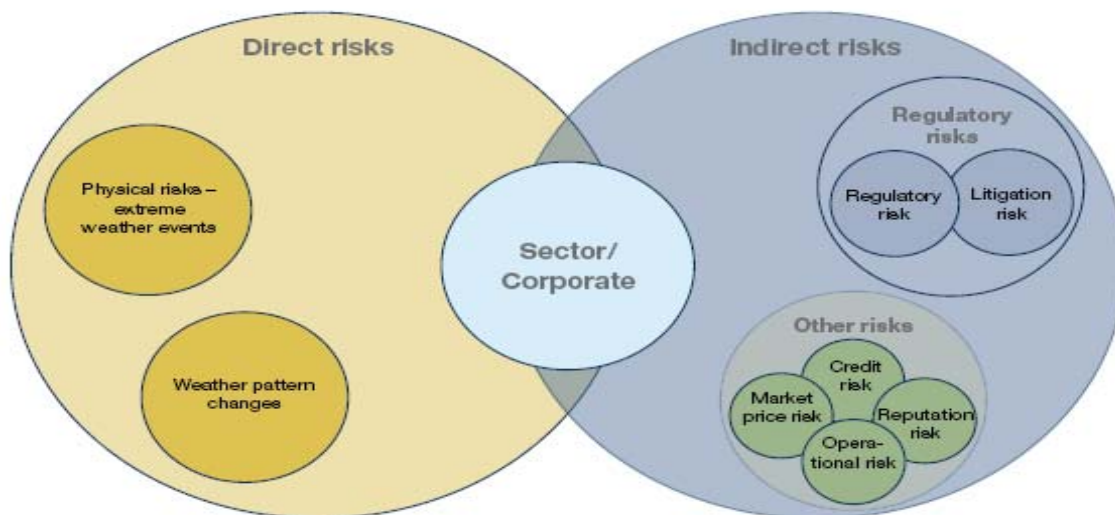 Direct risks
Physical risks –
extreme
weather events
Weather pattern
changes
Sector/
Corporate
Indirect risks
Regulatory
risks
Regulatory
risk
Litigation
risk
Other risks
Credit
risk
Market
price risk
Reputation
risk
Opera-
tional risk